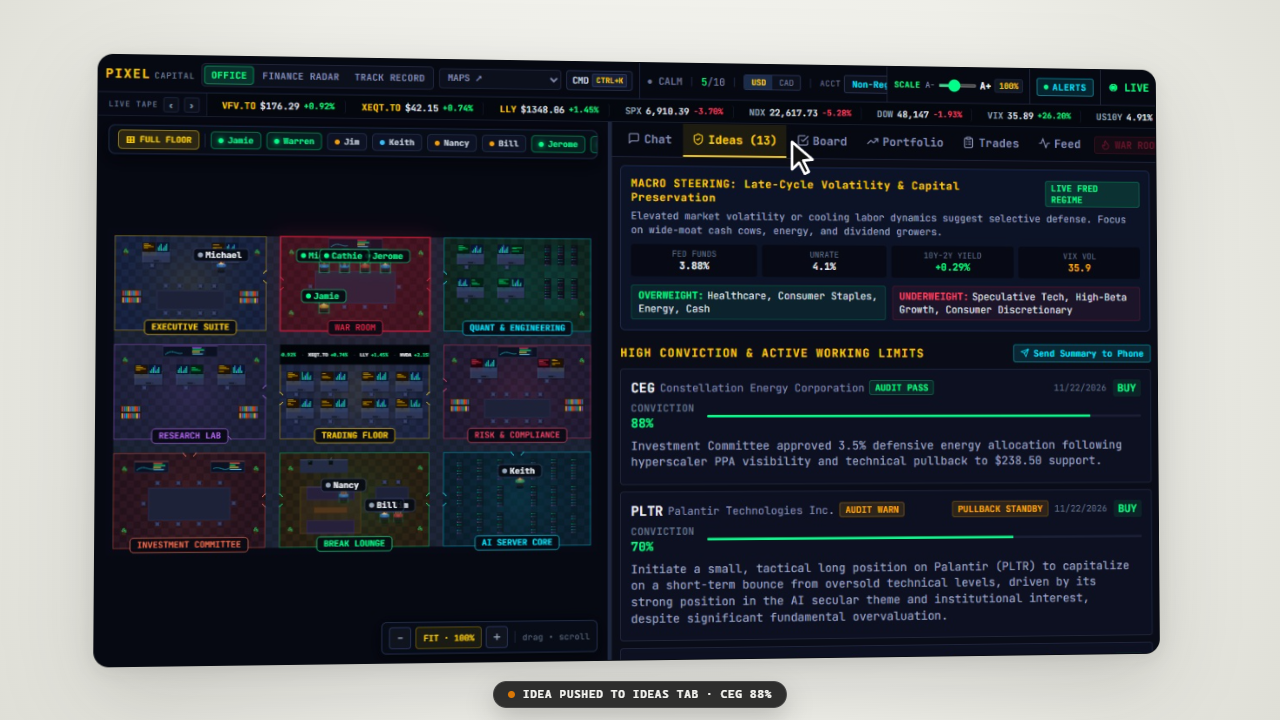 PIXEL CAPITAL OFFICE FINANCE RADAR TRACK RECORD MAPS ↗ CMD CTRL+K CALM 5/10 USD CAD ACCT Non-Reg SCALE A- A+ 100% ALERTS LIVE
LIVE TAPE ‹ › VFV.TO $176.29 +0.92% XEQT.TO $42.15 +0.74% LLY $1348.06 +1.45% SPX 6,910.39 -3.70% NDX 22,617.73 -5.28% DOW 48,147 -1.93% VIX 35.89 +26.20% US10Y 4.91%
FULL FLOOR Jamie Warren Jim Keith Nancy Bill Jerome
Chat Ideas (13) Board Portfolio Trades Feed WAR ROO
MACRO STEERING: Late-Cycle Volatility & Capital
Preservation
LIVE FRED
REGIME
Elevated market volatility or cooling labor dynamics suggest selective defense. Focus
on wide-moat cash cows, energy, and dividend growers.
FED FUNDS UNRATE 10Y-2Y YIELD VIX VOL
3.88% 4.1% +0.29% 35.9
OVERWEIGHT: Healthcare, Consumer Staples,
Energy, Cash
UNDERWEIGHT: Speculative Tech, High-Beta
Growth, Consumer Discretionary
HIGH CONVICTION & ACTIVE WORKING LIMITS Send Summary to Phone
CEG Constellation Energy Corporation AUDIT PASS 11/22/2026 BUY
CONVICTION
88%
Investment Committee approved 3.5% defensive energy allocation following
hyperscaler PPA visibility and technical pullback to $238.50 support.
PLTR Palantir Technologies Inc. AUDIT WARN PULLBACK STANDBY 11/22/2026 BUY
CONVICTION
70%
Initiate a small, tactical long position on Palantir (PLTR) to capitalize
on a short-term bounce from oversold technical levels, driven by its
strong position in the AI secular theme and institutional interest,
despite significant fundamental overvaluation.
Michael Mi Cathie Jerome
Jamie
EXECUTIVE SUITE WAR ROOM QUANT & ENGINEERING
XEQT.TO +0.74% LLY +1.45% NVDA
RESEARCH LAB TRADING FLOOR RISK & COMPLIANCE
Keith
Nancy
Bill m
INVESTMENT COMMITTEE BREAK LOUNGE AI SERVER CORE
- FIT · 100% + drag • scroll
IDEA PUSHED TO IDEAS TAB · CEG 88%